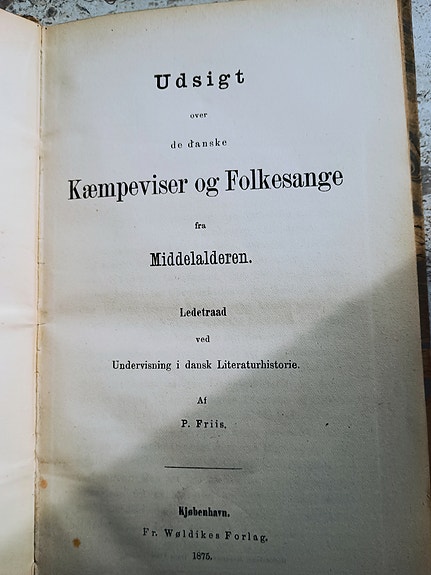 Udsigt
over
de danske
Kæmpeviser og Folkesange
fra
Middelalderen.
Ledetraad
ved
Undervisning i dansk Literaturhistorie.
Af
P. Friis.
Kjøbenhavn.
Fr. Wøldikes Forlag.
1875.